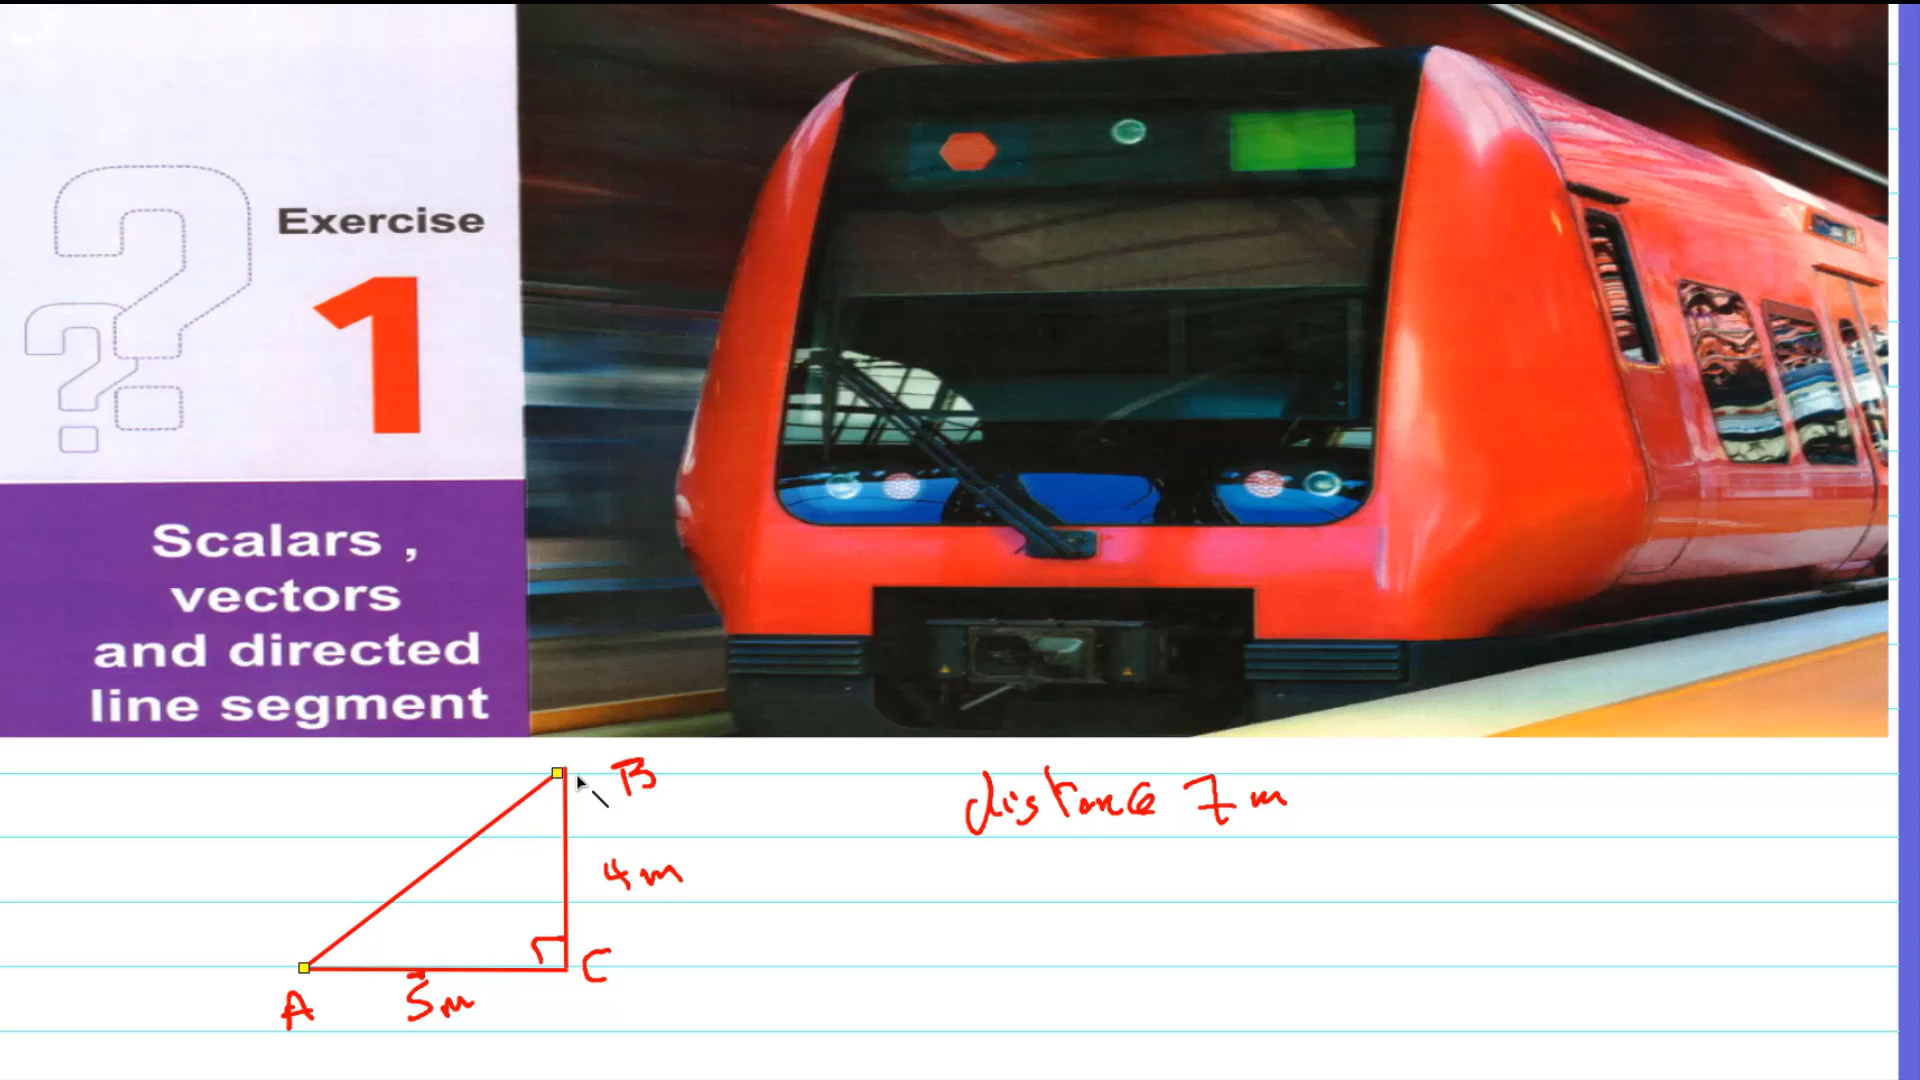 Exercise
1
Scalars ,
vectors
and directed
line segment
B
distance 7 m
4 m
C
A
3 m